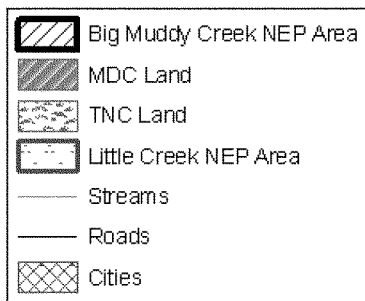 Big Muddy Creek NEP Area
MDC Land
TNC Land
Little Creek NEP Area
Streams
Roads
Cities